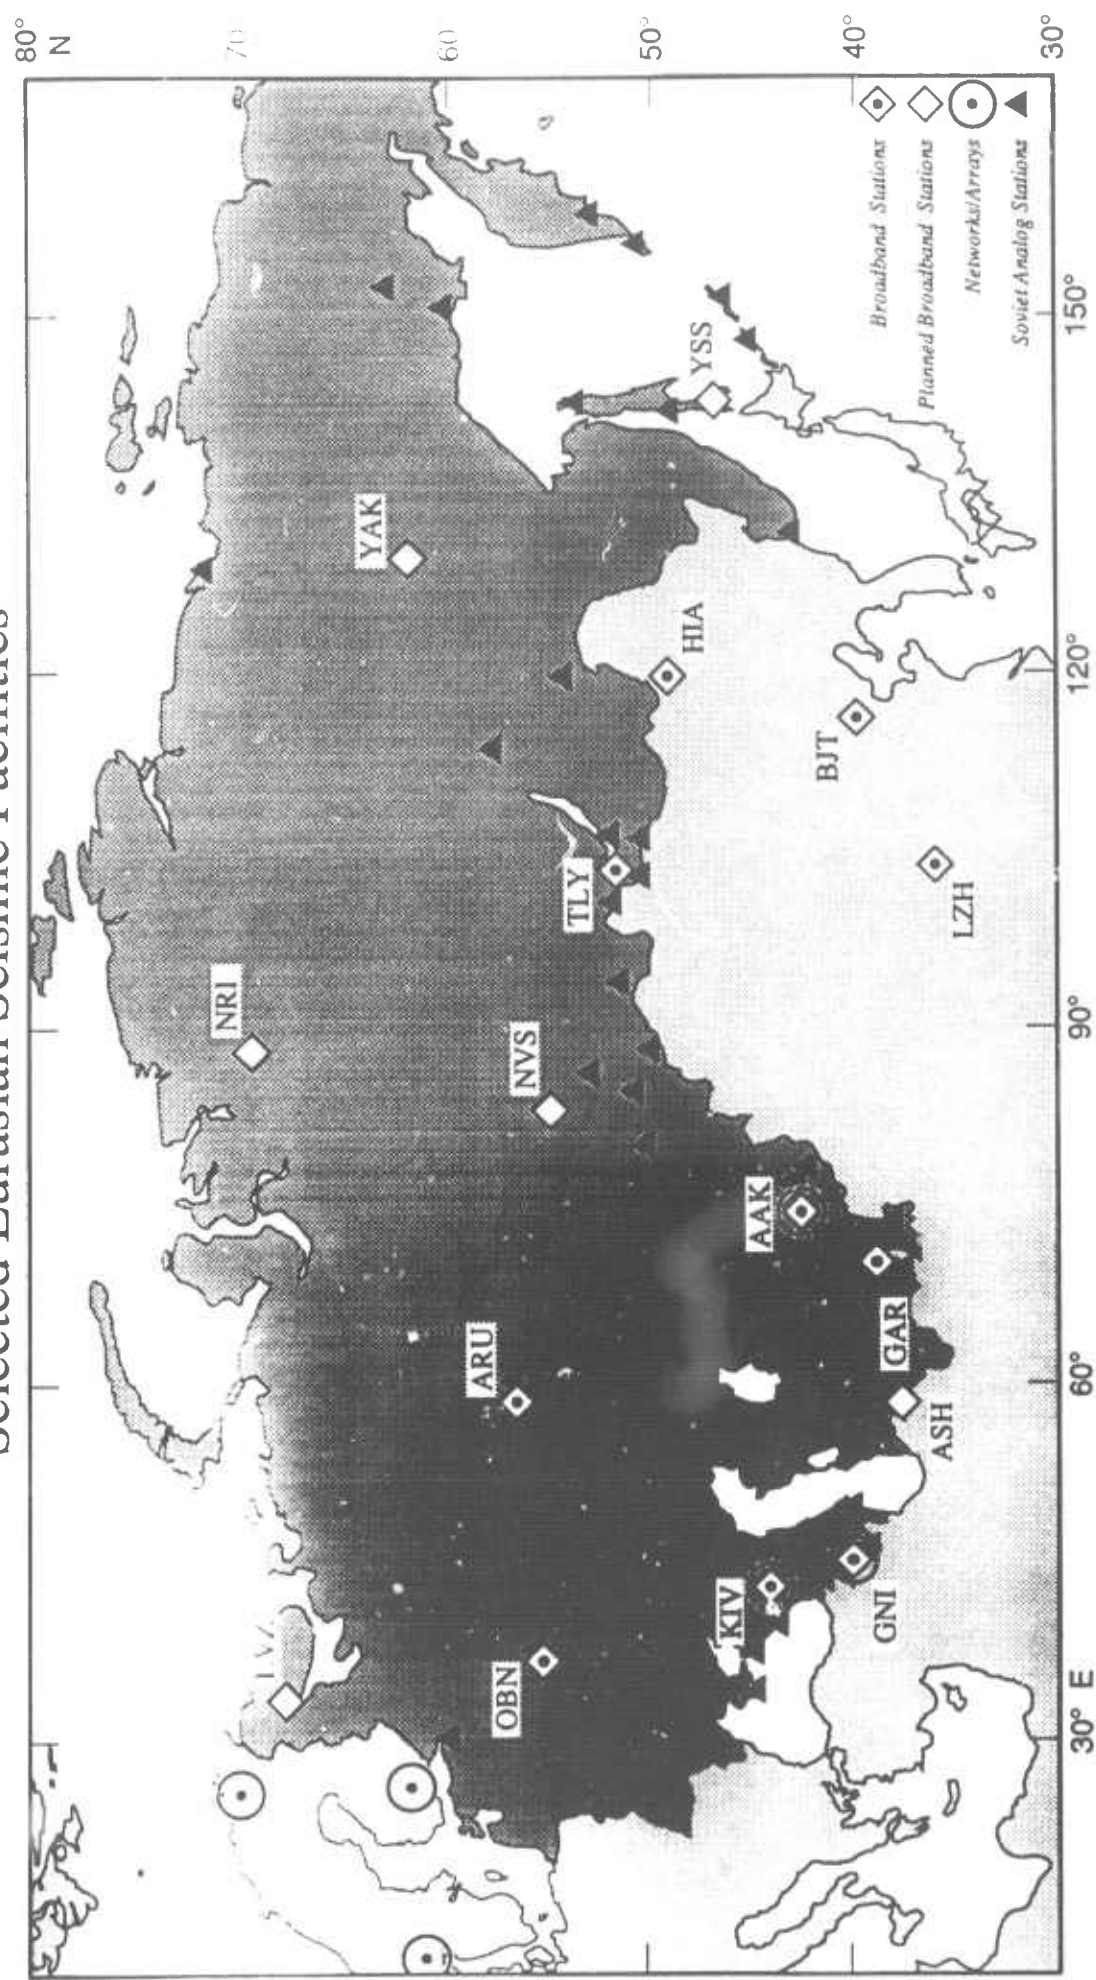 Selected Eurasian Seismic Facilities
80°
N
70
60
50°
40°
30°
NRI
YAK
ARU
NVS
TLY
YSS
OBN
HIA
KIV
AAK
BJT
GNI
ASH
GAR
LZH
Broadband Stations
Planned Broadband Stations
Networks/Arrays
Soviet Analog Stations
30° E
60°
90°
120°
150°